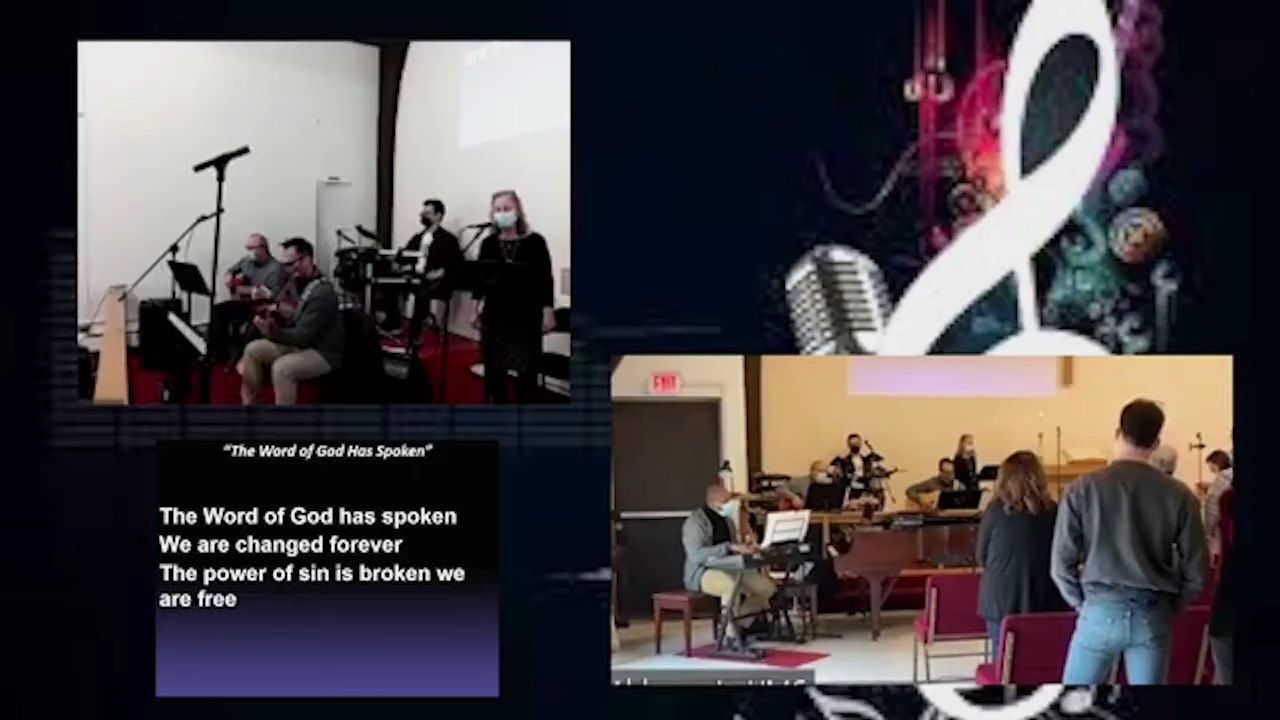 "The Word of God Has Spoken"
The Word of God has spoken
We are changed forever
The power of sin is broken we
are free
EXIT